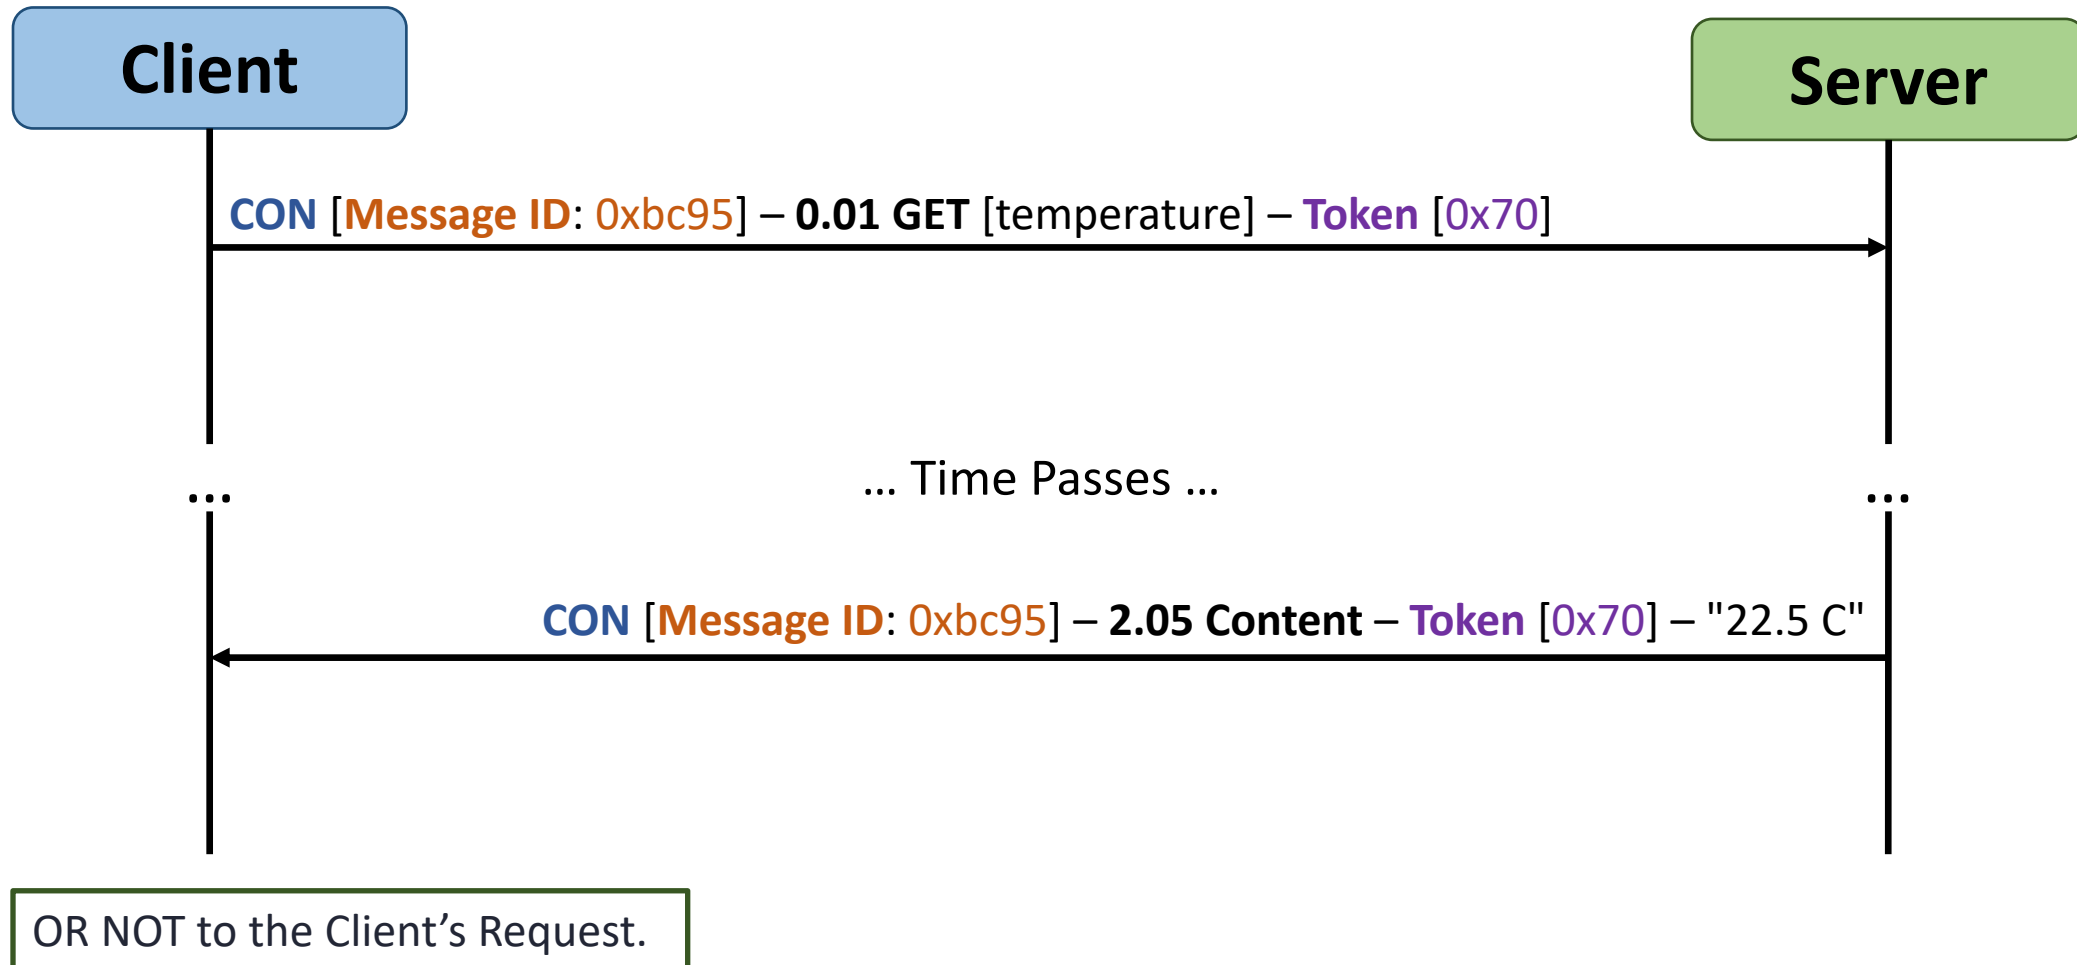 Client
Server
CON [Message ID: 0xbc95] – 0.01 GET [temperature] – Token [0x70]
...
... Time Passes ...
...
CON [Message ID: 0xbc95] – 2.05 Content – Token [0x70] – "22.5 C"
OR NOT to the Client’s Request.